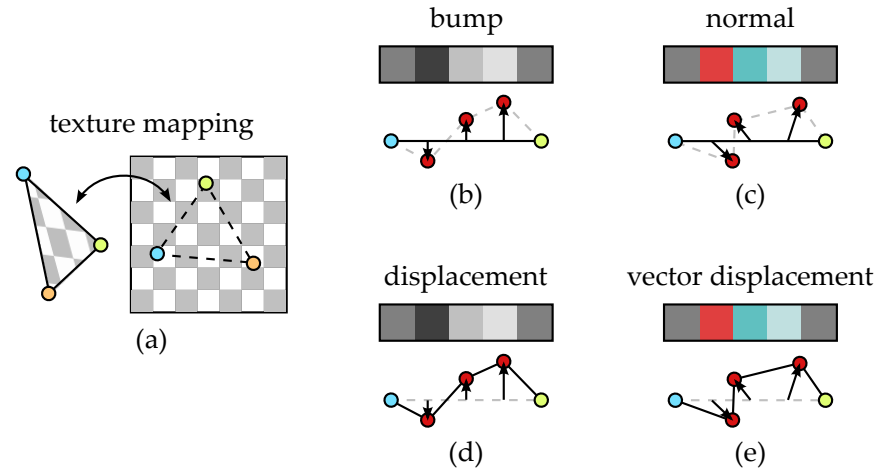 texture mapping
(a)
bump
(b)
normal
(c)
displacement
(d)
vector displacement
(e)